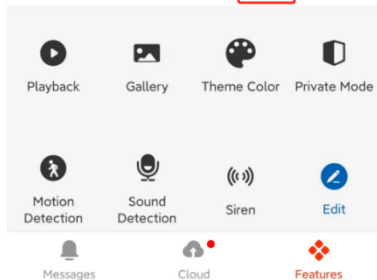 Playback Gallery Theme Color Private Mode
Motion Detection Sound Detection Siren Edit
Messages Cloud Features